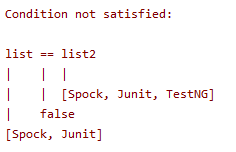 Condition not satisfied:
list == list2
|    |  |
|    |  [Spock, Junit, TestNG]
|    false
[Spock, Junit]